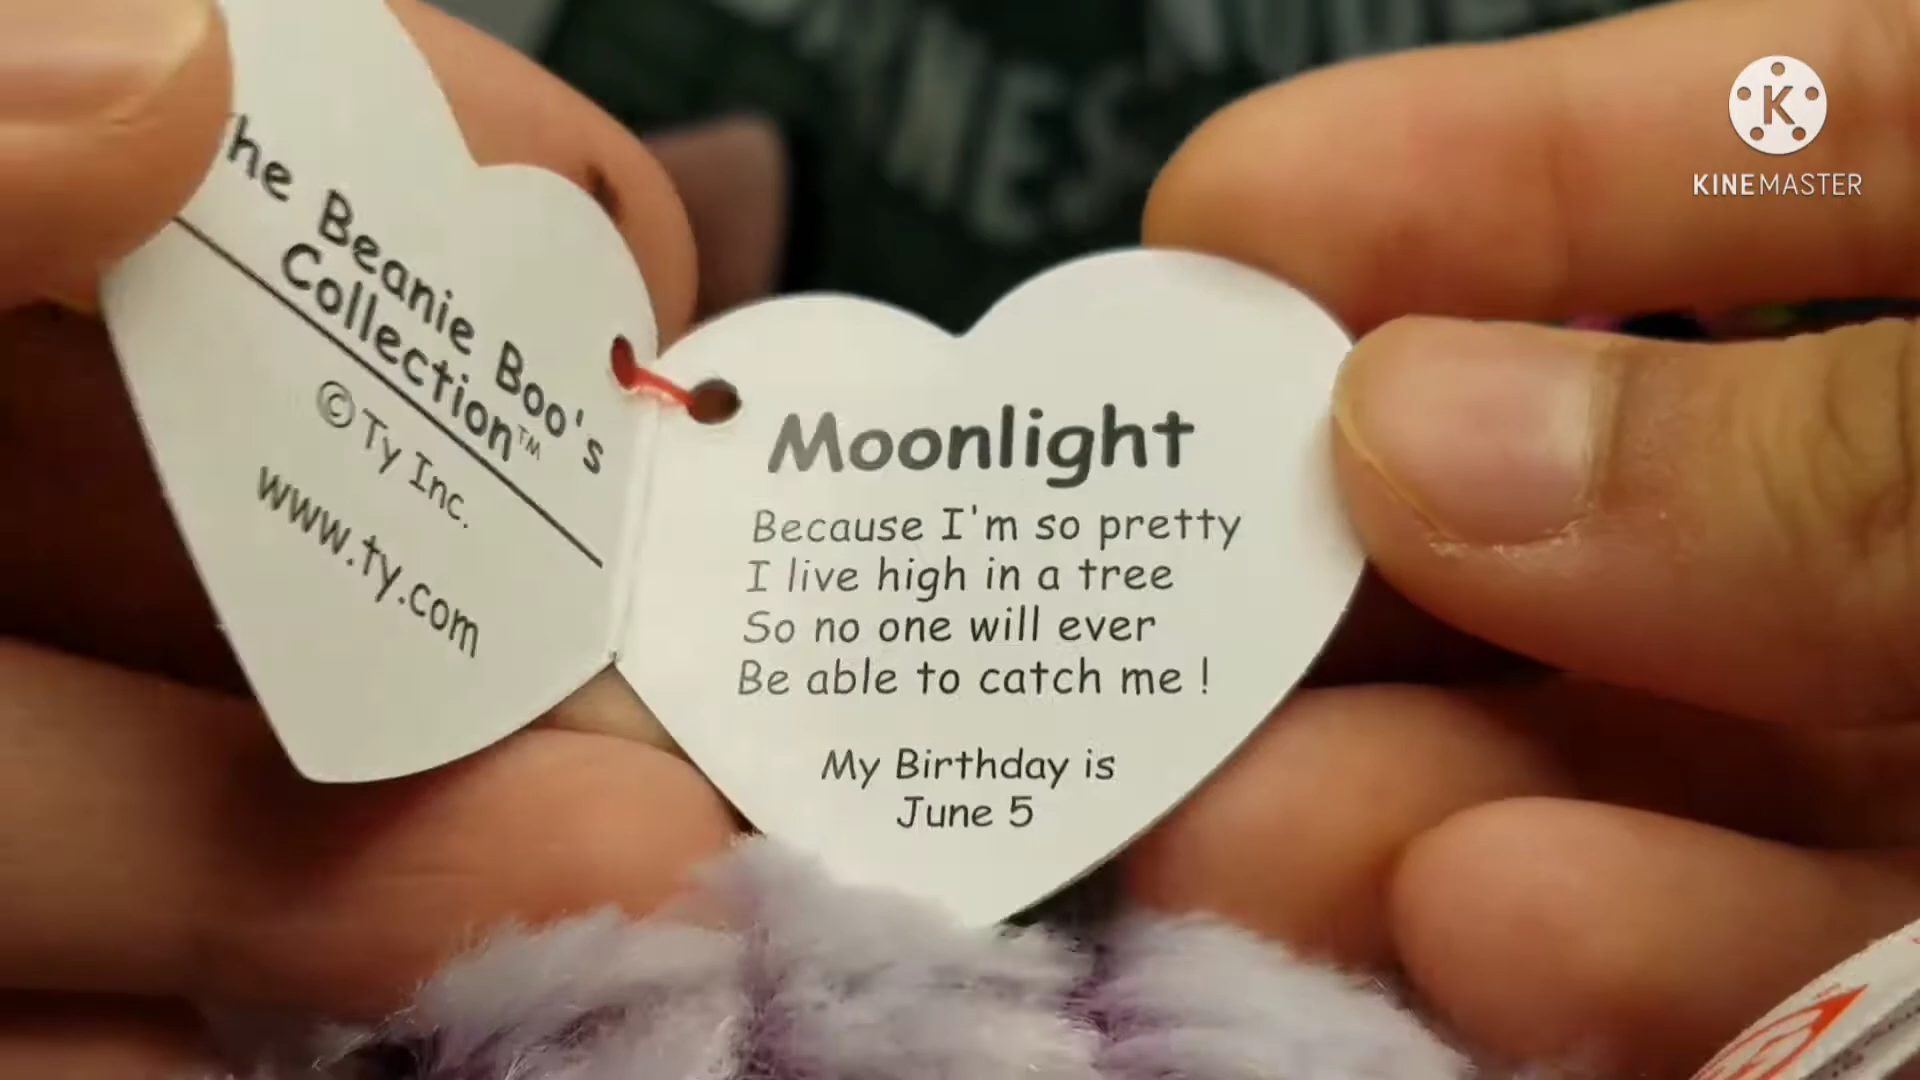 he Beanie Boo's
Collection™
©Ty Inc.
www.ty.com
Moonlight
Because I'm so pretty
I live high in a tree
So no one will ever
Be able to catch me !
My Birthday is
June 5
K
KINEMASTER